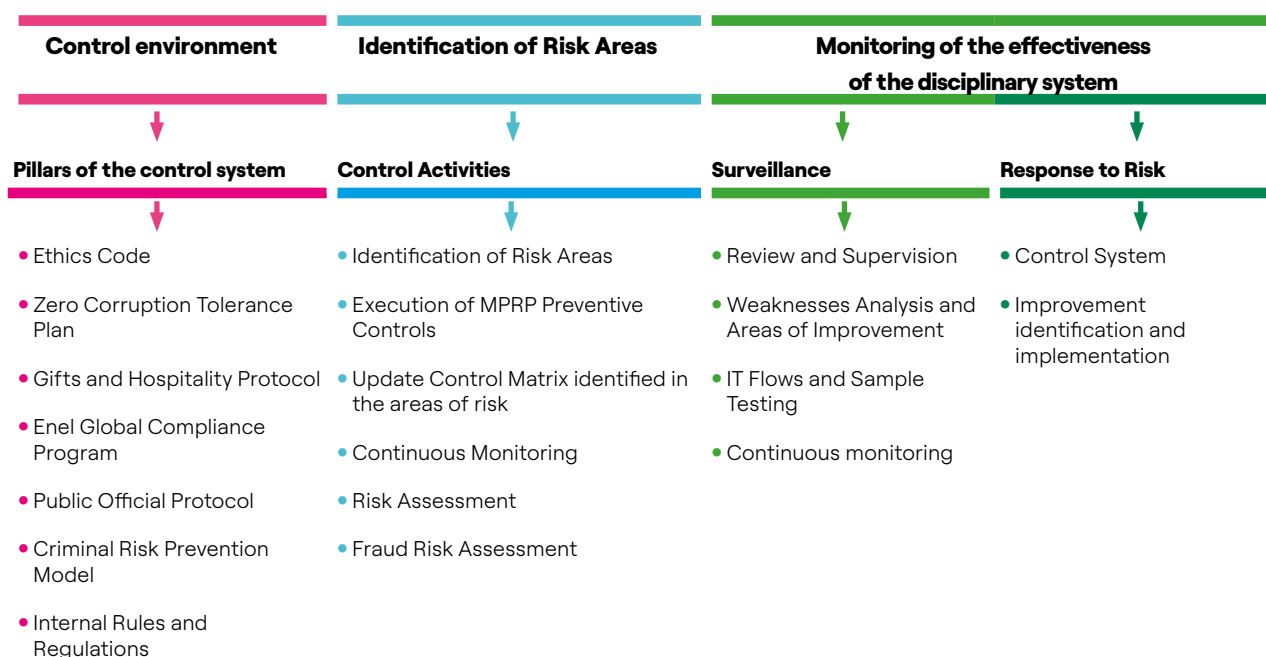 Control environment
Identification of Risk Areas
Monitoring of the effectiveness
of the disciplinary system
Pillars of the control system
Control Activities
Surveillance
Response to Risk
Ethics Code
Zero Corruption Tolerance
Plan
Gifts and Hospitality Protocol
Enel Global Compliance
Program
Public Official Protocol
Criminal Risk Prevention
Model
Internal Rules and
Regulations
Identification of Risk Areas
Execution of MPRP Preventive
Controls
Update Control Matrix identified in
the areas of risk
Continuous Monitoring
Risk Assessment
Fraud Risk Assessment
Review and Supervision
Weaknesses Analysis and
Areas of Improvement
IT Flows and Sample
Testing
Continuous monitoring
Control System
Improvement
identification and
implementation